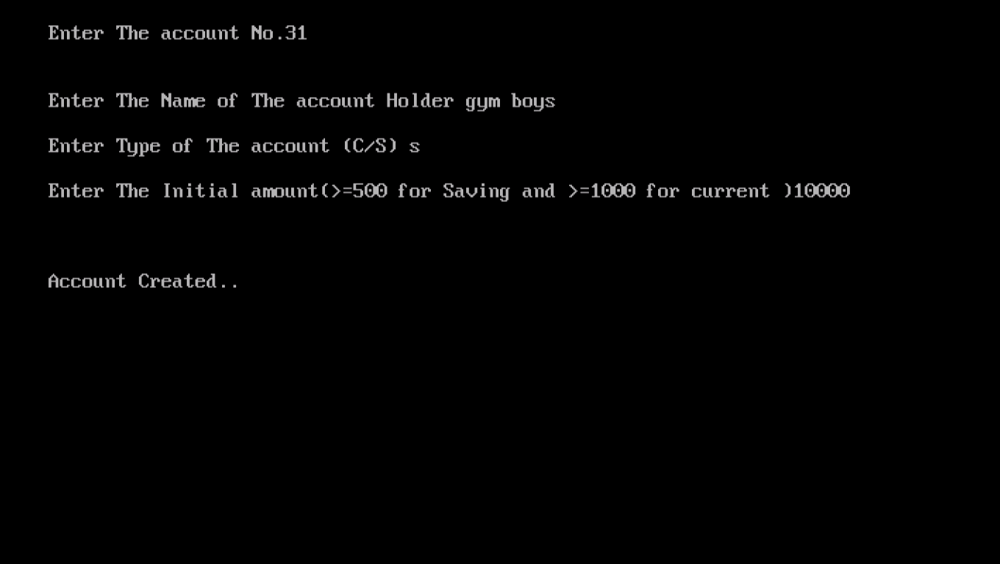 Enter The account No.31
Enter The Name of The account Holder gym boys
Enter Type of The account (C/S) s
Enter The Initial amount(>=500 for Saving and >=1000 for current )10000
Account Created..